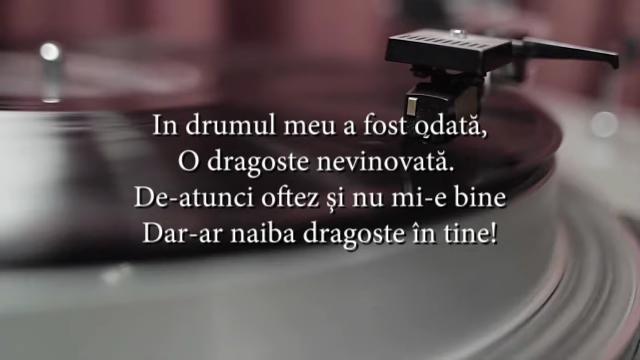 In drumul meu a fost odată,
O dragoste nevinovată.
De-atunci oftez şi nu mi-e bine
Dar-ar naiba dragoste în tine!